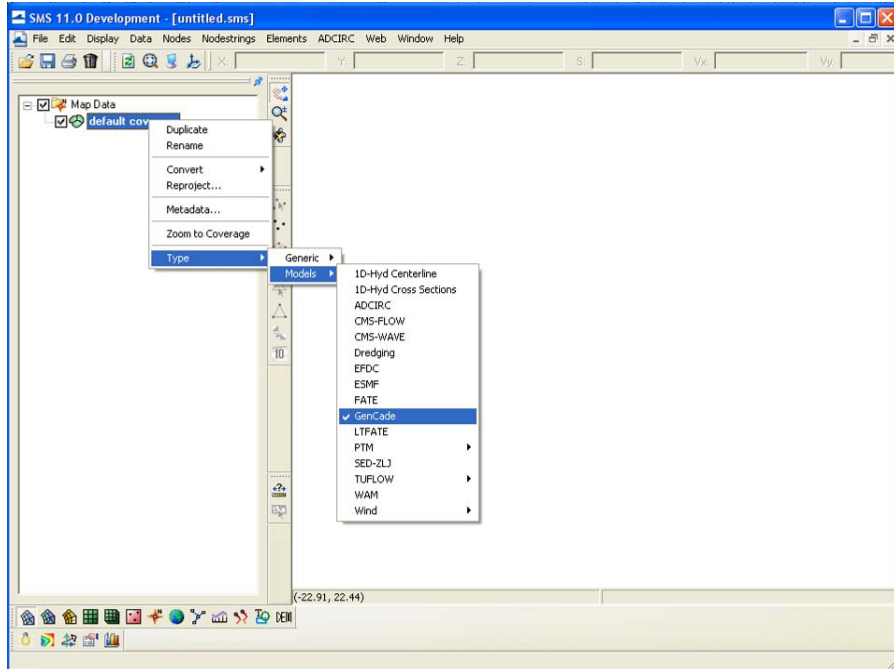 SMS 11.0 Development - [untitled.sms]
File Edit Display Data Nodes Nodestrings Elements ADCIRC Web Window Help
X: Y: Z: S: Vx: Vy:
Map Data
default cov
Duplicate
Rename
Convert
Reproject...
Metadata...
Zoom to Coverage
Type
Generic
Models
1D-Hyd Centerline
1D-Hyd Cross Sections
ADCIRC
CMS-FLOW
CMS-WAVE
Dredging
EFDC
ESMF
FATE
GenCade
LTFATE
PTM
SED-ZLJ
TUFLOW
WAM
Wind
10
(-22.91, 22.44)
DEM